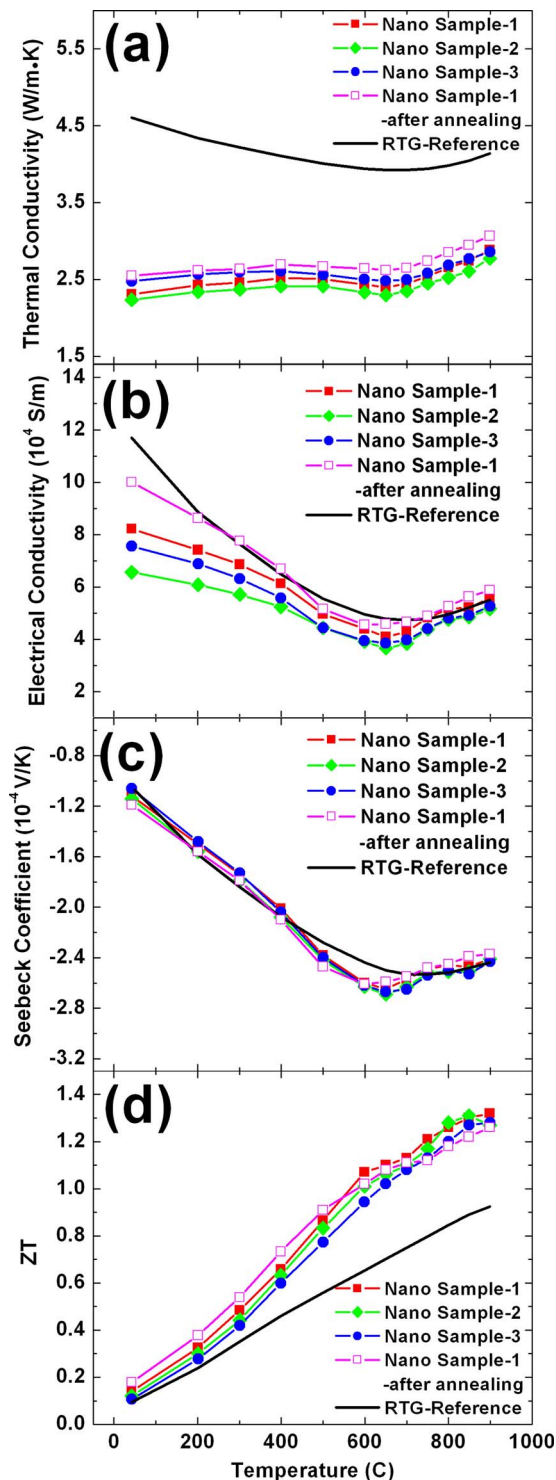 (a)
Nano Sample-1
Nano Sample-2
Nano Sample-3
Nano Sample-1
-after annealing
RTG-Reference
Thermal Conductivity (W/m•K)
5.5
4.5
3.5
2.5
1.5
(b)
Nano Sample-1
Nano Sample-2
Nano Sample-3
Nano Sample-1
-after annealing
RTG-Reference
Electrical Conductivity (10⁴ S/m)
14
12
10
8
6
4
2
(c)
Nano Sample-1
Nano Sample-2
Nano Sample-3
Nano Sample-1
-after annealing
RTG-Reference
Seebeck Coefficient (10⁻⁴ V/K)
-0.8
-1.2
-1.6
-2.0
-2.4
-2.8
-3.2
(d)
ZT
1.4
1.2
1.0
0.8
0.6
0.4
0.2
0.0
Nano Sample-1
Nano Sample-2
Nano Sample-3
Nano Sample-1
-after annealing
RTG-Reference
0 200 400 600 800 1000
Temperature (C)